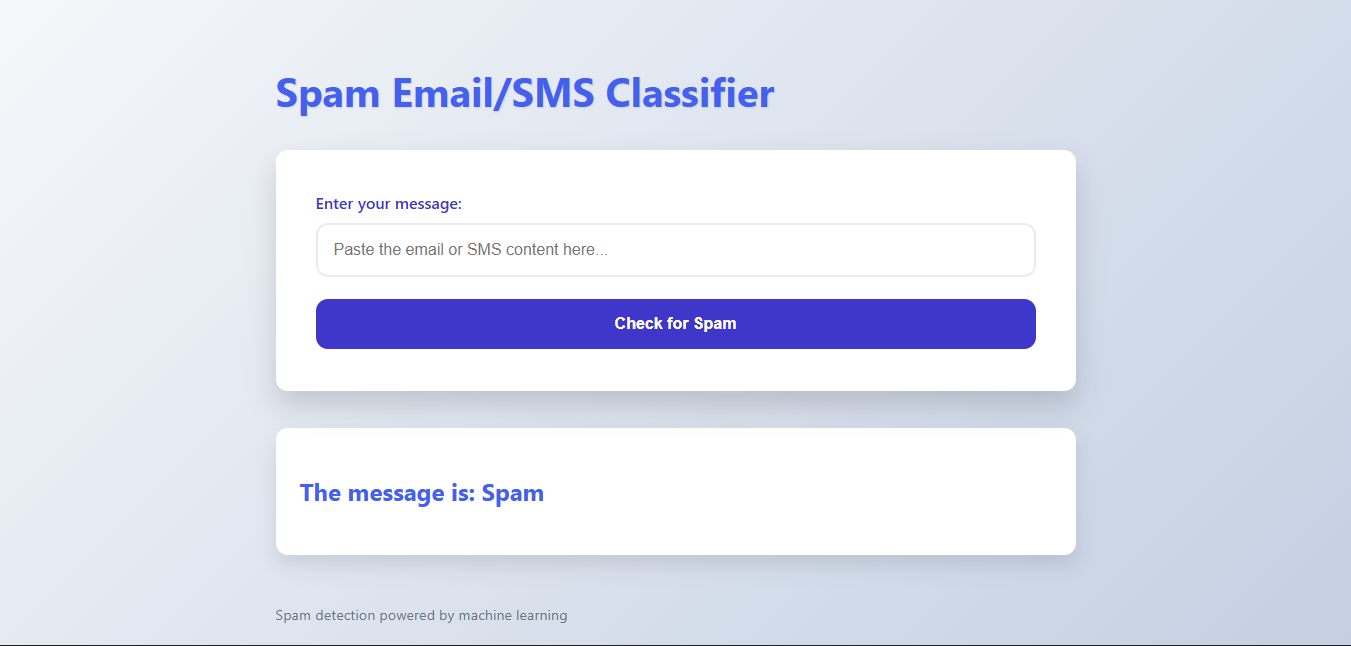 Spam Email/SMS Classifier
Enter your message:
Paste the email or SMS content here...
Check for Spam
The message is: Spam
Spam detection powered by machine learning